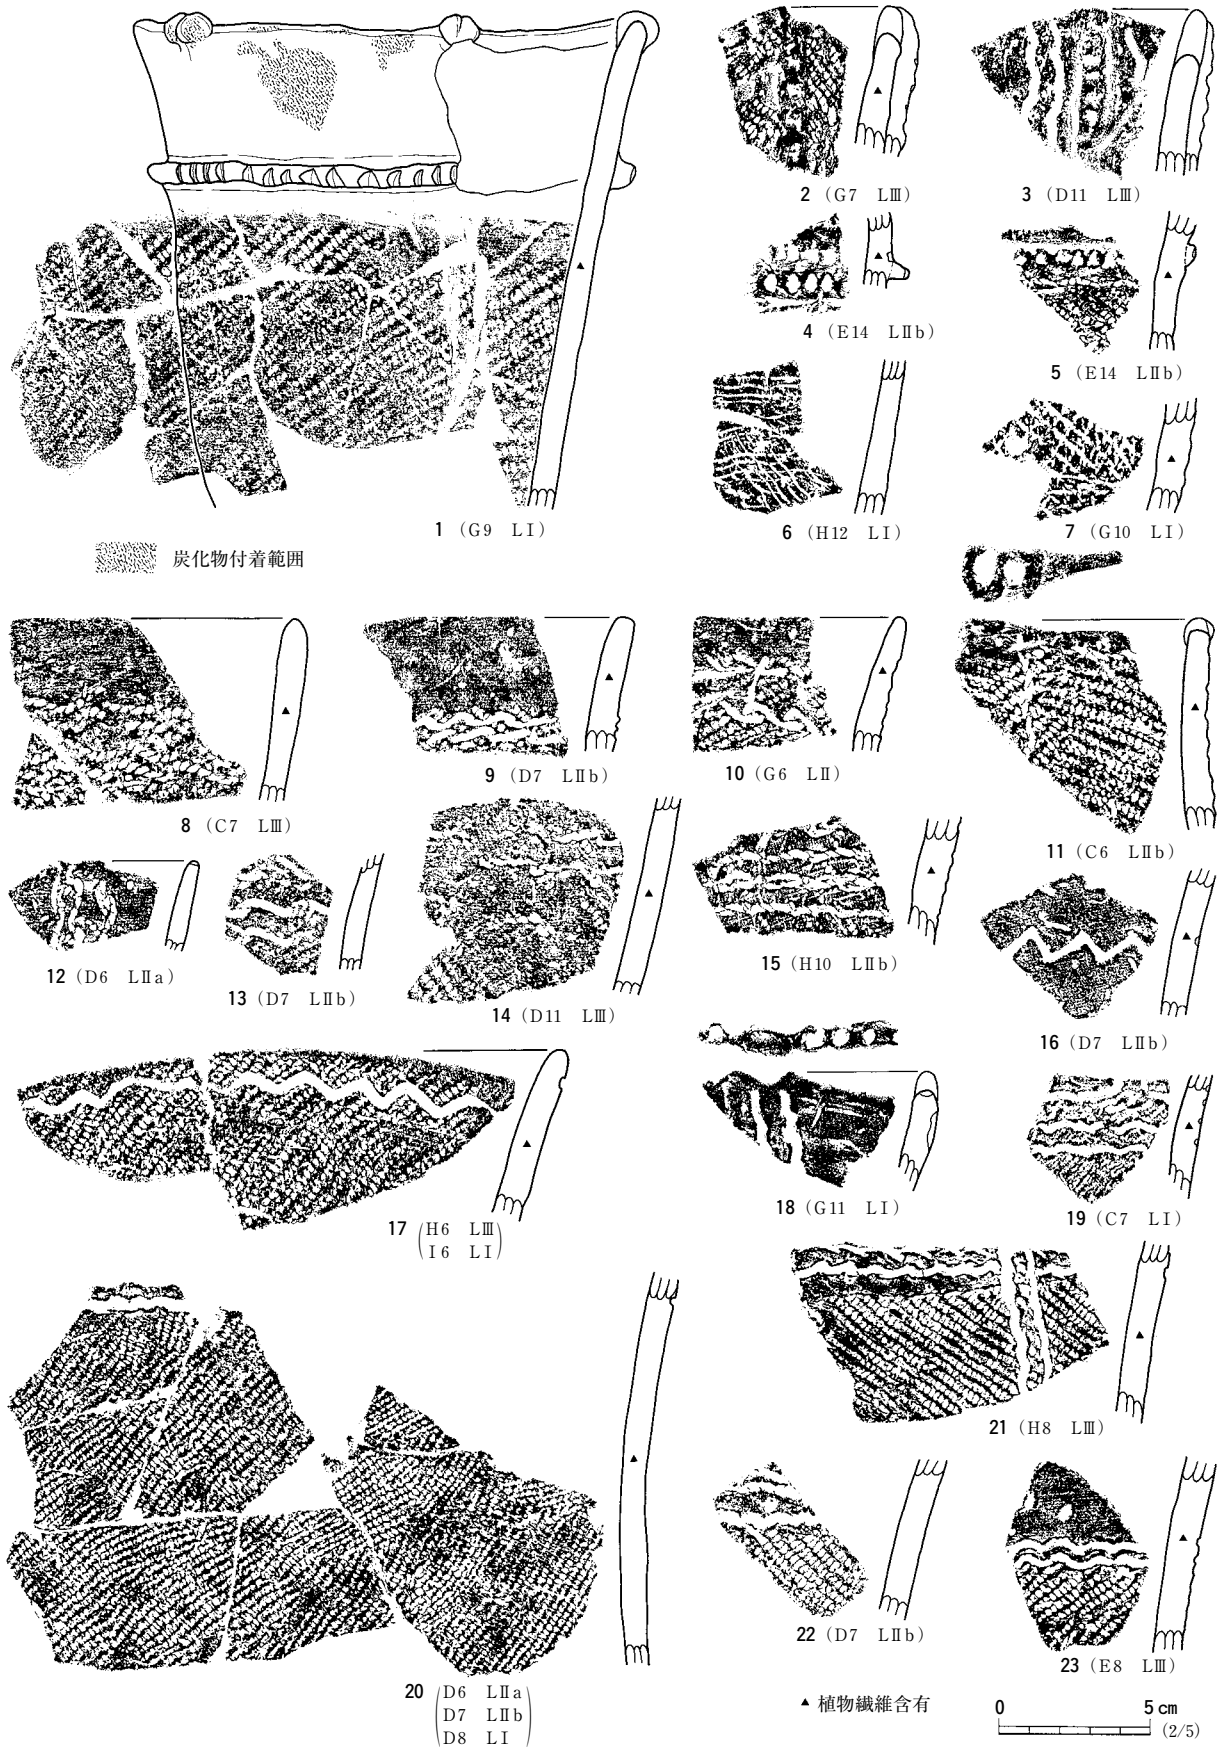 1 (G9 LⅠ)
炭化物付着範囲
2 (G7 LⅢ)
3 (D11 LⅢ)
4 (E14 LⅡb)
5 (E14 LⅡb)
6 (H12 LⅠ)
7 (G10 LⅠ)
8 (C7 LⅢ)
9 (D7 LⅡb)
10 (G6 LⅡ)
11 (C6 LⅡb)
12 (D6 LⅡa)
13 (D7 LⅡb)
14 (D11 LⅢ)
15 (H10 LⅡb)
16 (D7 LⅡb)
17 (H6 LⅢ
I6 LⅠ)
18 (G11 LⅠ)
19 (C7 LⅠ)
20 (D6 LⅡa
D7 LⅡb
D8 LⅠ)
21 (H8 LⅢ)
22 (D7 LⅡb)
23 (E8 LⅢ)
▲ 植物繊維含有
0 5 cm
(2/5)